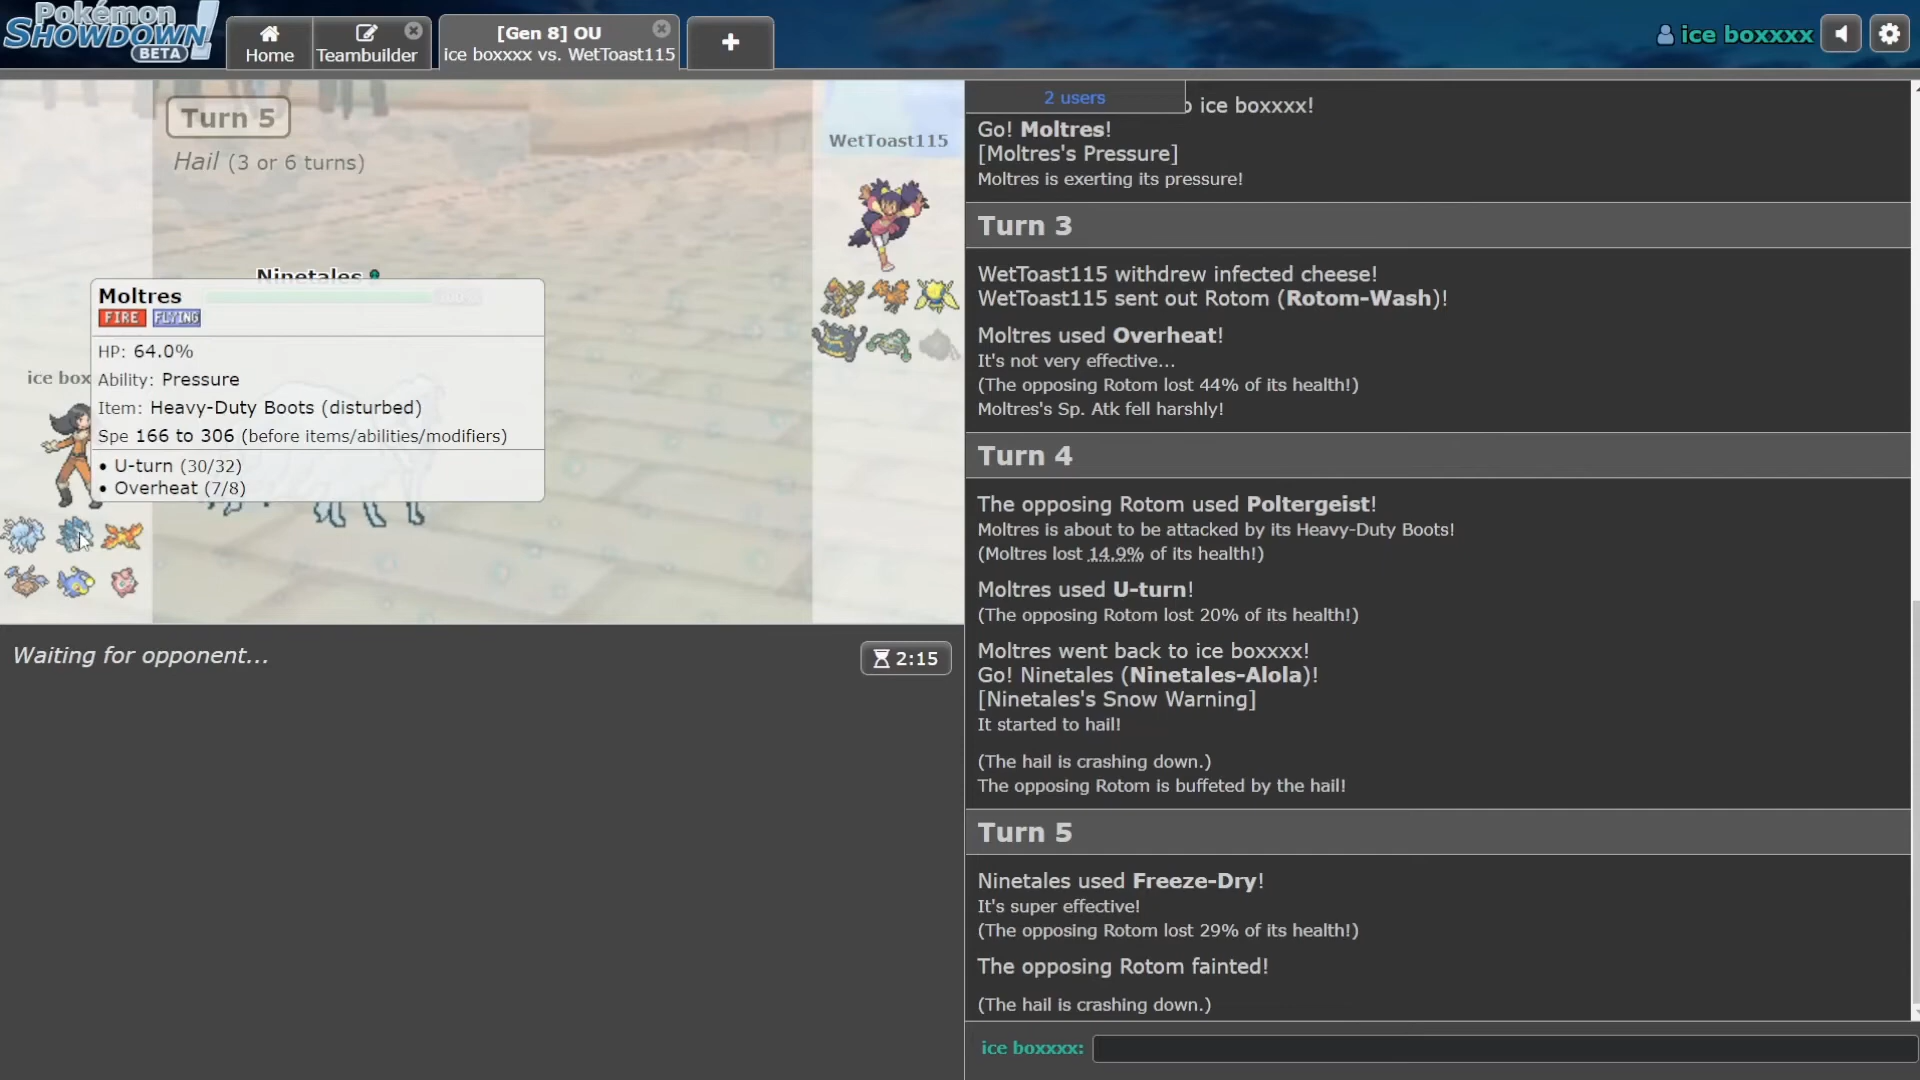 Pokémon
SHOWDOWN!
BETA
Home
Teambuilder
[Gen 8] OU
ice boxxxx vs. WetToast115
ice boxxxx
Turn 5
Hail (3 or 6 turns)
WetToast115
Ninetales
Moltres
FIRE FLYING
HP: 64.0%
Ability: Pressure
Item: Heavy-Duty Boots (disturbed)
Spe 166 to 306 (before items/abilities/modifiers)
• U-turn (30/32)
• Overheat (7/8)
ice box
Waiting for opponent...
2:15
2 users
o ice boxxxx!
Go! Moltres!
[Moltres's Pressure]
Moltres is exerting its pressure!
Turn 3
WetToast115 withdrew infected cheese!
WetToast115 sent out Rotom (Rotom-Wash)!
Moltres used Overheat!
It's not very effective...
(The opposing Rotom lost 44% of its health!)
Moltres's Sp. Atk fell harshly!
Turn 4
The opposing Rotom used Poltergeist!
Moltres is about to be attacked by its Heavy-Duty Boots!
(Moltres lost 14.9% of its health!)
Moltres used U-turn!
(The opposing Rotom lost 20% of its health!)
Moltres went back to ice boxxxx!
Go! Ninetales (Ninetales-Alola)!
[Ninetales's Snow Warning]
It started to hail!
(The hail is crashing down.)
The opposing Rotom is buffeted by the hail!
Turn 5
Ninetales used Freeze-Dry!
It's super effective!
(The opposing Rotom lost 29% of its health!)
The opposing Rotom fainted!
(The hail is crashing down.)
ice boxxxx: